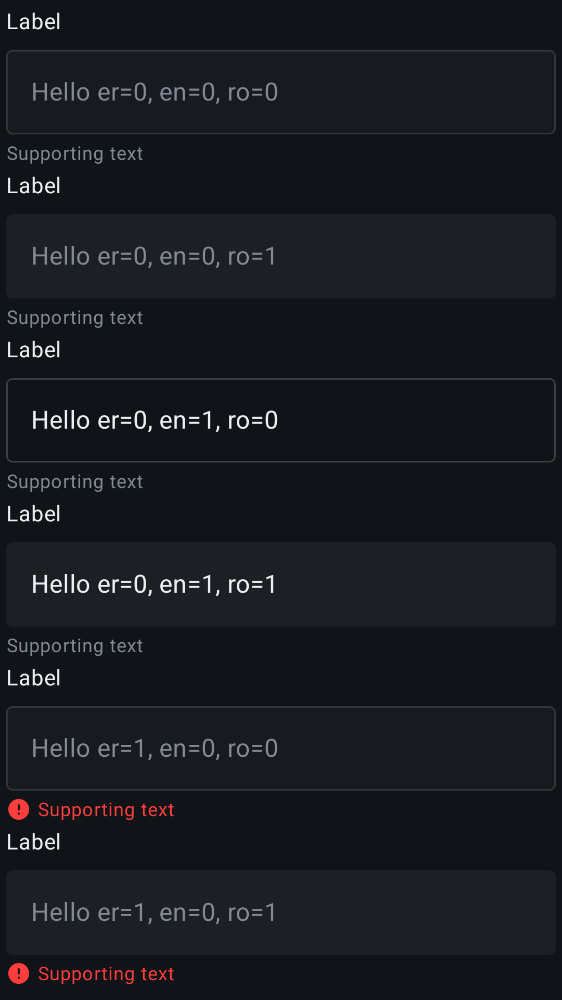 Label
Hello er=0, en=0, ro=0
Supporting text
Label
Hello er=0, en=0, ro=1
Supporting text
Label
Hello er=0, en=1, ro=0
Supporting text
Label
Hello er=0, en=1, ro=1
Supporting text
Label
Hello er=1, en=0, ro=0
Supporting text
Label
Hello er=1, en=0, ro=1
Supporting text